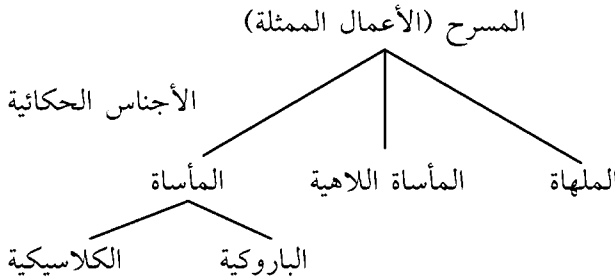 المسرح (الأعمال الممثلة)
الأجناس الحكائية
الملهاة المأساة اللاهية المأساة
الباروكية الكلاسيكية